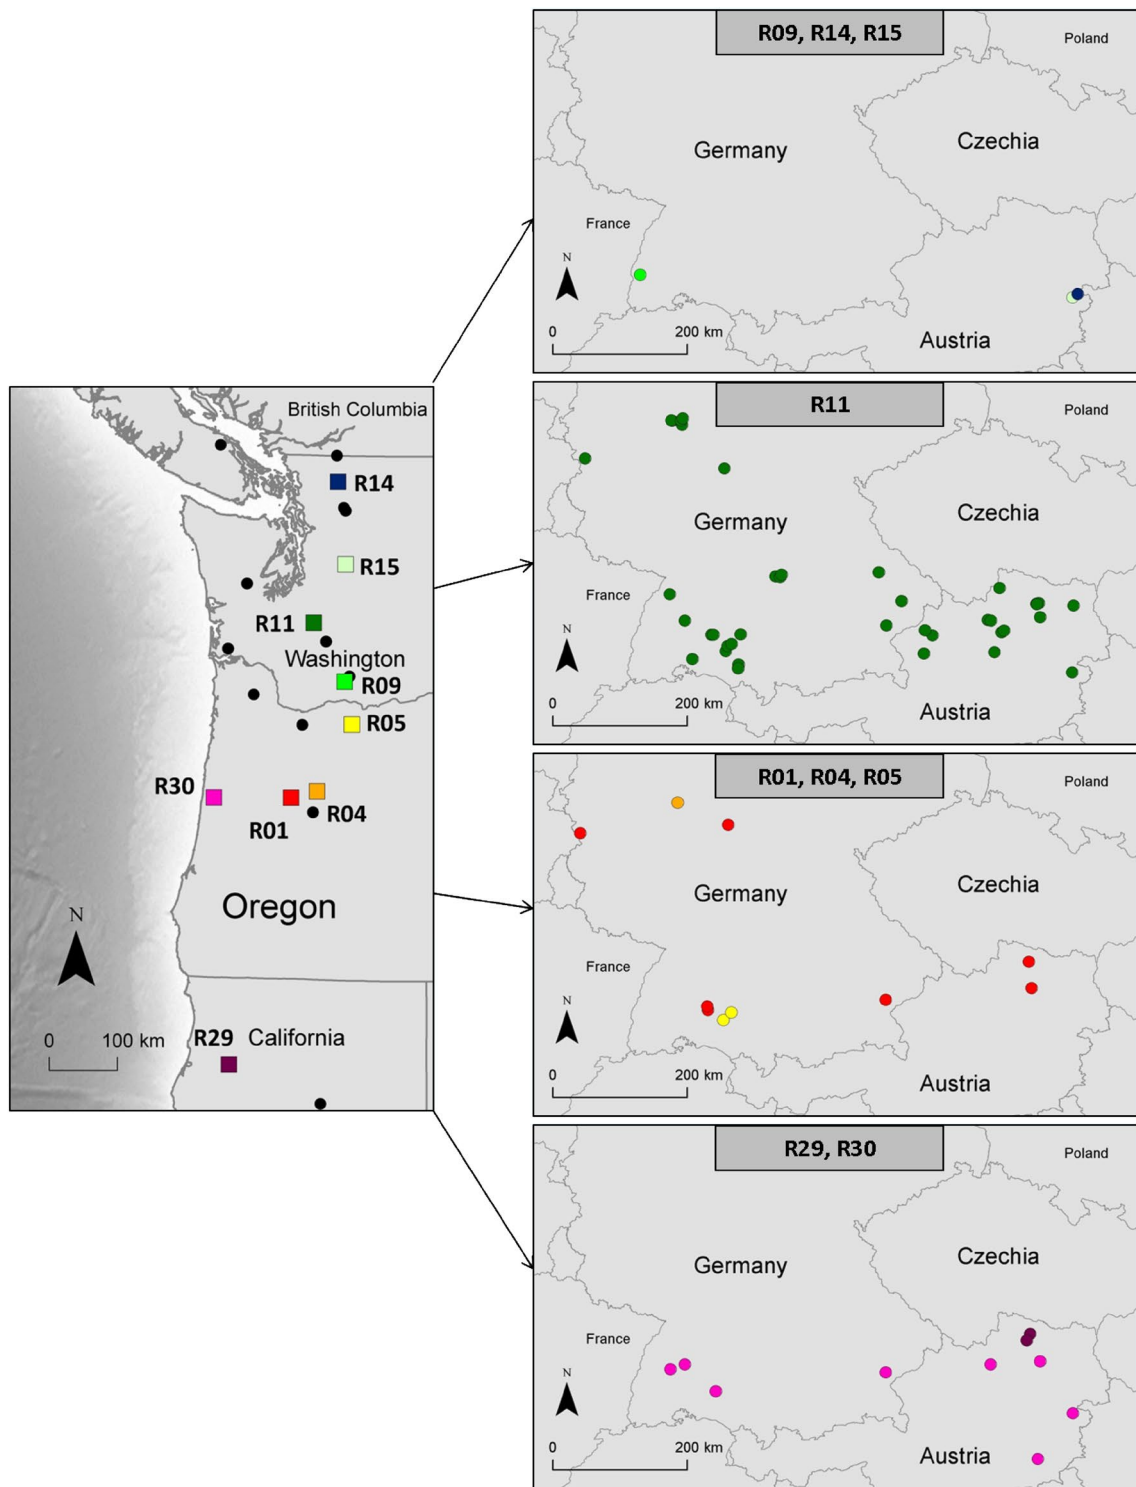 British Columbia
R14
R15
R11
Washington
R09
R05
R30
R01
R04
Oregon
N
0 100 km
R29 California
R09, R14, R15
Poland
Czechia
Germany
France
N
0 200 km
Austria
R11
Poland
Czechia
Germany
France
N
0 200 km
Austria
R01, R04, R05
Poland
Czechia
Germany
France
N
0 200 km
Austria
R29, R30
Poland
Czechia
Germany
France
N
0 200 km
Austria